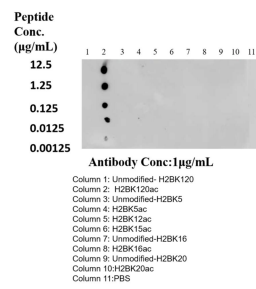 Peptide
Conc.
(µg/mL)
1 2 3 4 5 6 7 8 9 10 11
12.5
1.25
0.125
0.0125
0.00125
Antibody Conc:1µg/mL
Column 1: Unmodified- H2BK120
Column 2: H2BK120ac
Column 3: Unmodified-H2BK5
Column 4: H2BK5ac
Column 5: H2BK12ac
Column 6: H2BK15ac
Column 7: Unmodified-H2BK16
Column 8: H2BK16ac
Column 9: Unmodified-H2BK20
Column 10:H2BK20ac
Column 11:PBS